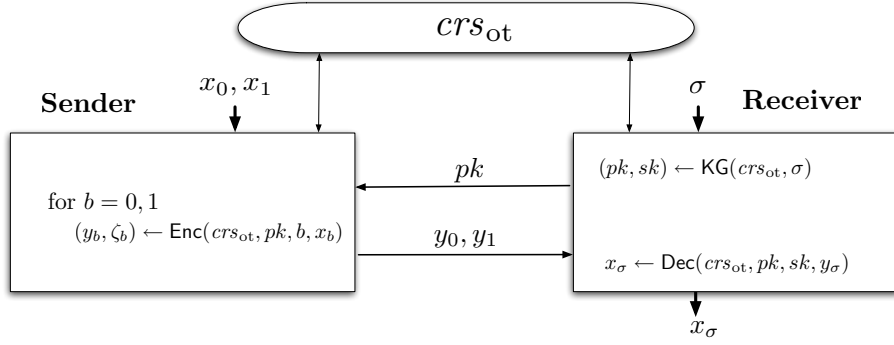 crs_ot
x_0, x_1
σ
Sender
Receiver
(pk, sk) ← KG(crs_ot, σ)
pk
for b = 0, 1
(y_b, ζ_b) ← Enc(crs_ot, pk, b, x_b)
y_0, y_1
x_σ ← Dec(crs_ot, pk, sk, y_σ)
x_σ